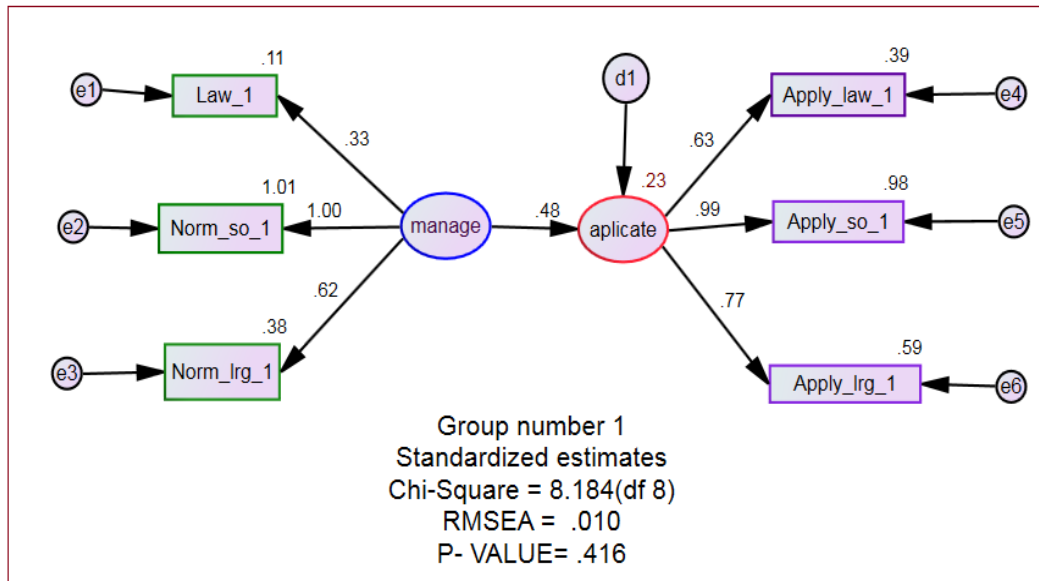 .11
e1
Law_1
.33
1.01
e2
Norm_so_1
1.00
manage
.62
.38
e3
Norm_lrg_1
.48
d1
.23
aplicate
.39
Apply_law_1
e4
.63
.98
.99
Apply_so_1
e5
.77
.59
Apply_lrg_1
e6
Group number 1
Standardized estimates
Chi-Square = 8.184(df 8)
RMSEA = .010
P- VALUE= .416